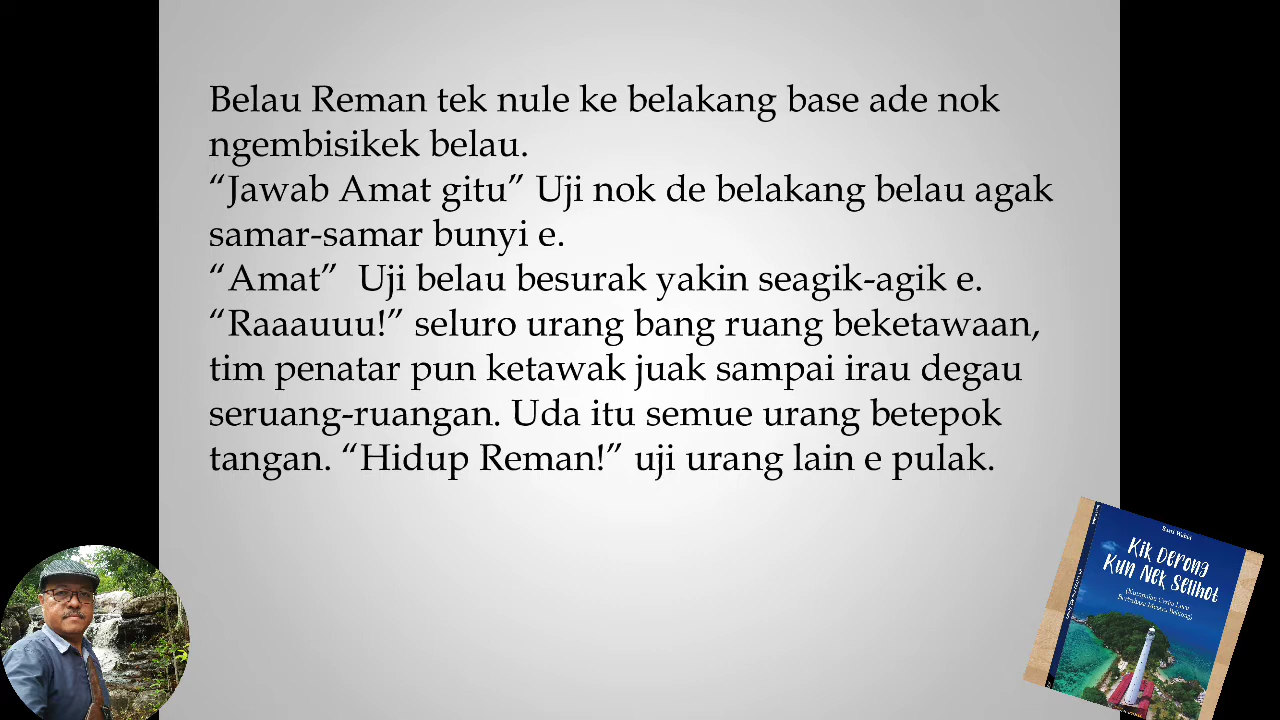 Belau Reman tek nule ke belakang base ade nok
ngembisikek belau.
“Jawab Amat gitu” Uji nok de belakang belau agak
samar-samar bunyi e.
“Amat”  Uji belau besurak yakin seagik-agik e.
“Raaauuu!” seluro urang bang ruang beketawaan,
tim penatar pun ketawak juak sampai irau degau
seruang-ruangan. Uda itu semue urang betepok
tangan. “Hidup Reman!” uji urang lain e pulak.
Kik Derong
Kun Nek Selihot